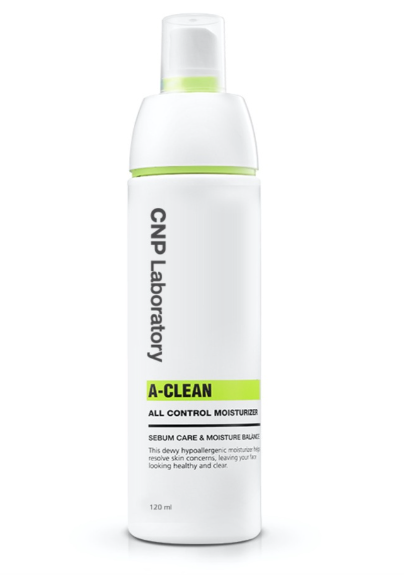 CNP Laboratory
A-CLEAN
ALL CONTROL MOISTURIZER
SEBUM CARE & MOISTURE BALANCE
This dewy hypoallergenic moisturizer
resolve skin concerns, leaving your face
looking healthy and clear.
120 ml